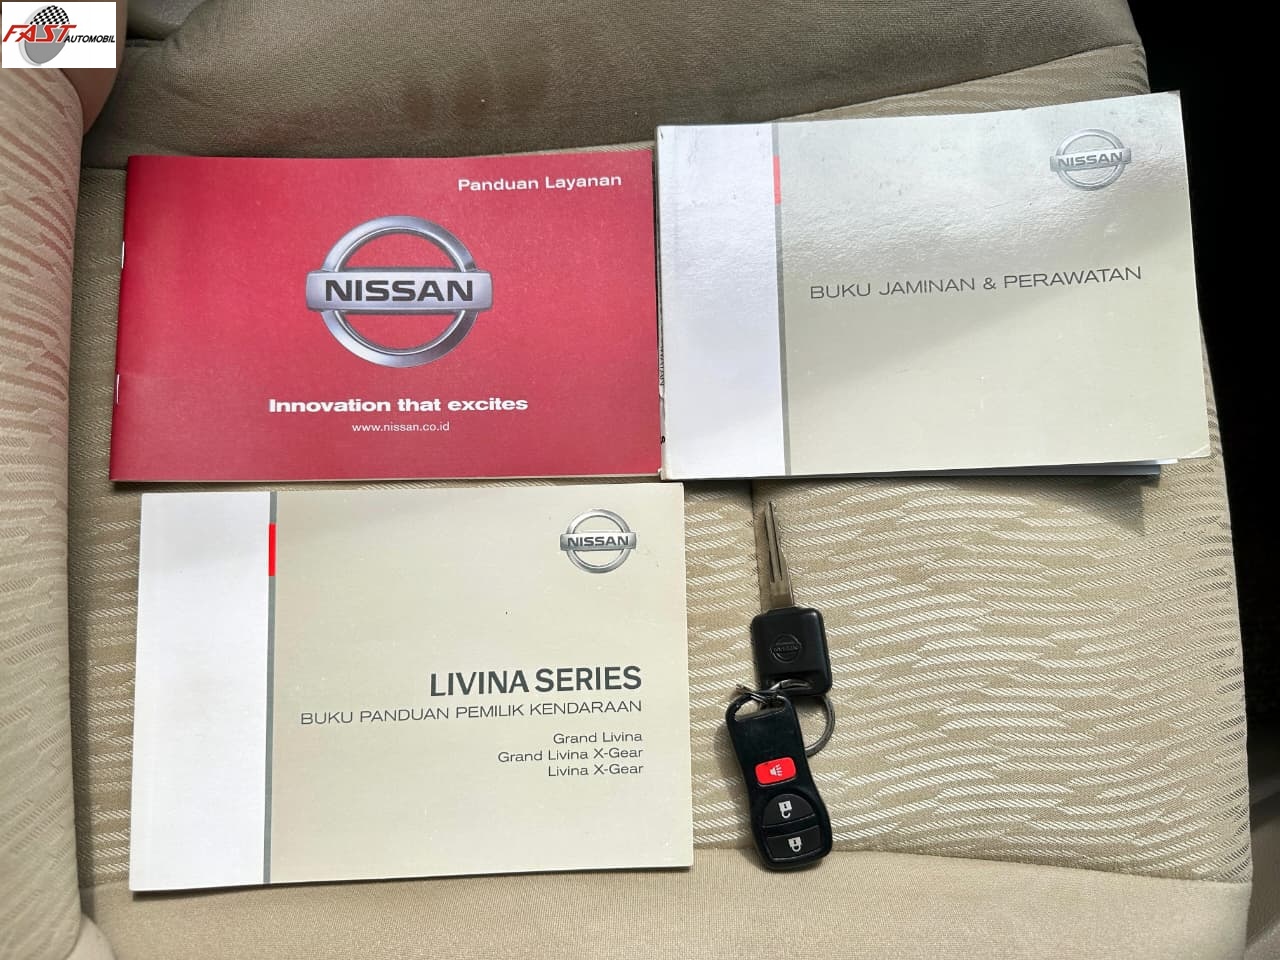 FAST AUTOMOBIL
Panduan Layanan
NISSAN
Innovation that excites
www.nissan.co.id
NISSAN
BUKU JAMINAN & PERAWATAN
NISSAN
LIVINA SERIES
BUKU PANDUAN PEMILIK KENDARAAN
Grand Livina
Grand Livina X-Gear
Livina X-Gear
NISSAN